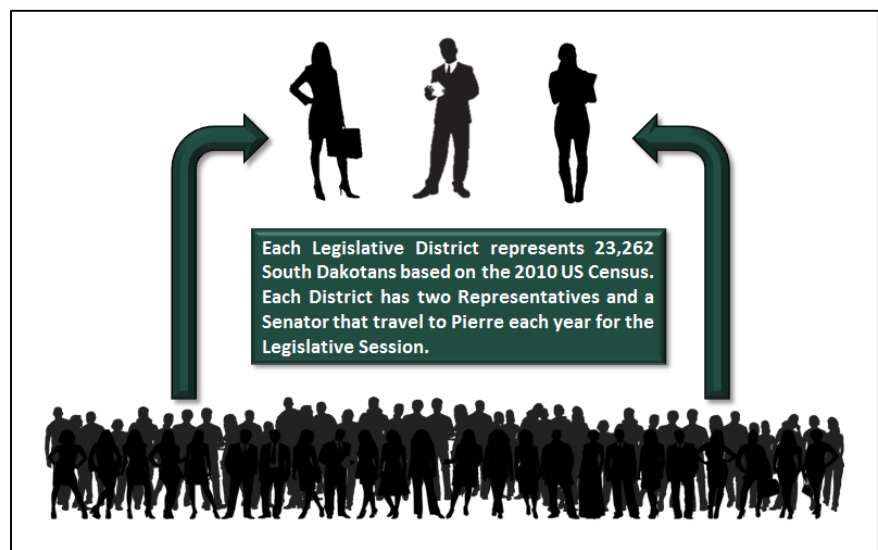 Each Legislative District represents 23,262
South Dakotans based on the 2010 US Census.
Each District has two Representatives and a
Senator that travel to Pierre each year for the
Legislative Session.